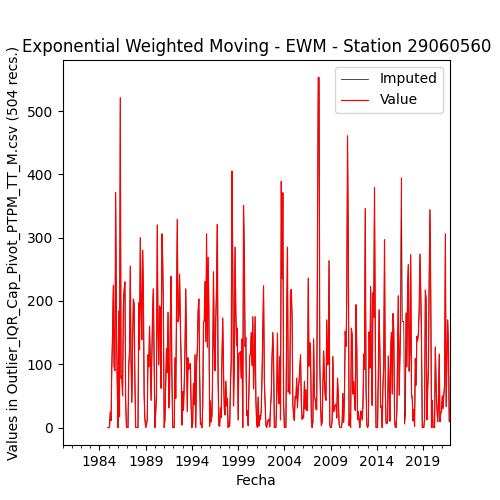 Exponential Weighted Moving - EWM - Station 29060560
Imputed
Value
Values in Outlier_IQR_Cap_Pivot_PTPM_TT_M.csv (504 recs.)
500
400
300
200
100
0
1984 1989 1994 1999 2004 2009 2014 2019
Fecha